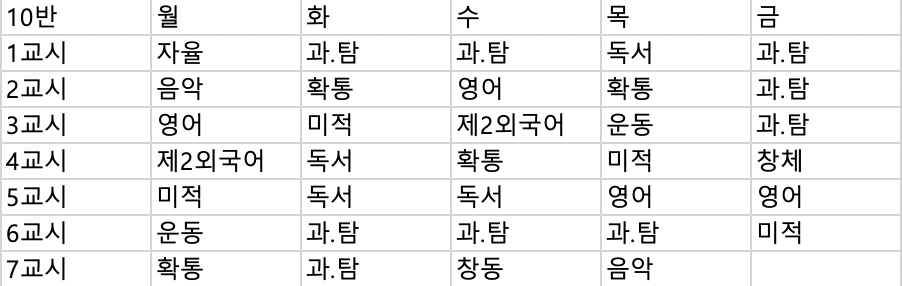 10반 월 화 수 목 금
1교시 자율 과.탐 과.탐 독서 과.탐
2교시 음악 확통 영어 확통 과.탐
3교시 영어 미적 제2외국어 운동 과.탐
4교시 제2외국어 독서 확통 미적 창체
5교시 미적 독서 독서 영어 영어
6교시 운동 과.탐 과.탐 과.탐 미적
7교시 확통 과.탐 창동 음악